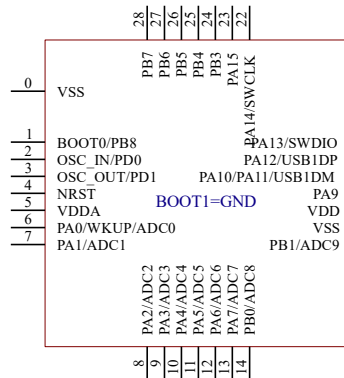 28 27 26 25 24 23 22
PB7 PB6 PB5 PB4 PB3 PA15 PA14/SWCLK
0 VSS
1 BOOT0/PB8 PA13/SWDIO
2 OSC_IN/PD0 PA12/USB1DP
3 OSC_OUT/PD1 PA10/PA11/USB1DM
4 NRST PA9
5 VDDA BOOT1=GND VDD
6 PA0/WKUP/ADC0 VSS
7 PA1/ADC1 PB1/ADC9
PA2/ADC2 PA3/ADC3 PA4/ADC4 PA5/ADC5 PA6/ADC6 PA7/ADC7 PB0/ADC8
8 9 10 11 12 13 14